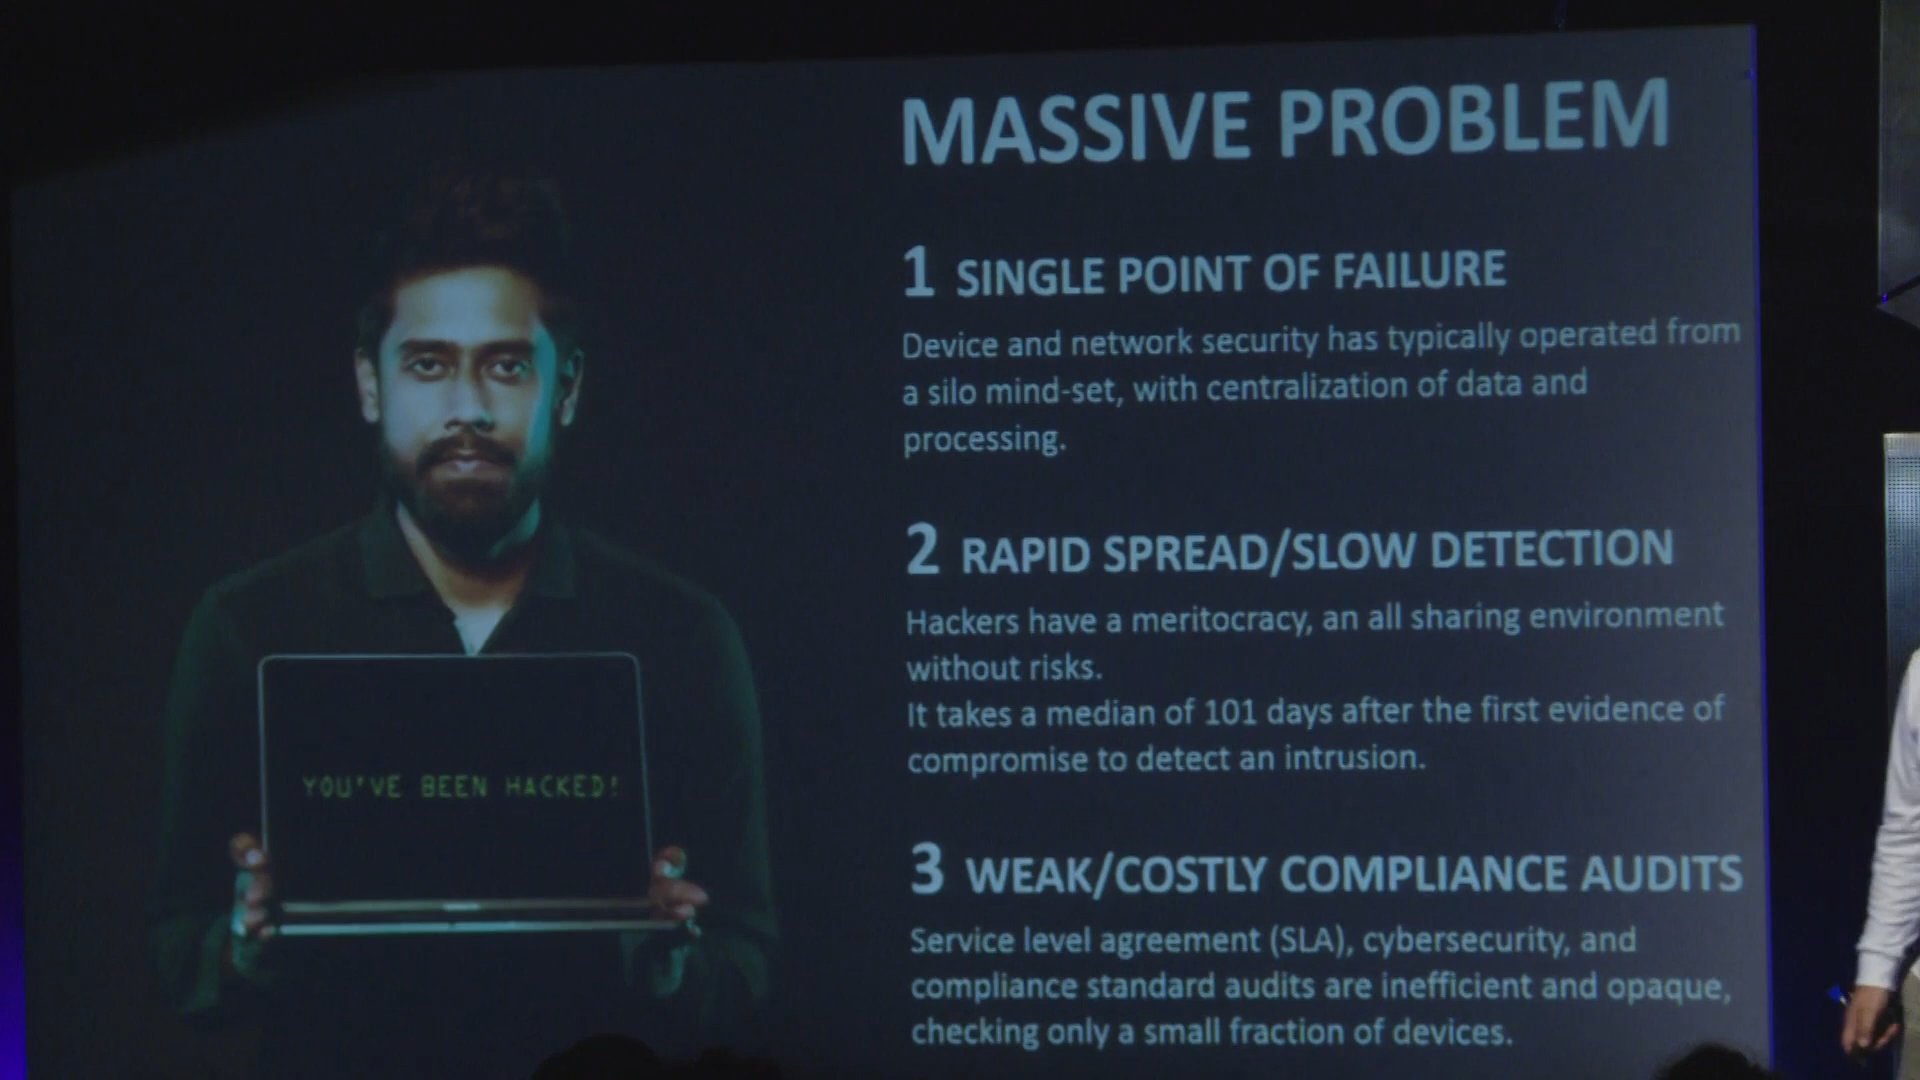 MASSIVE PROBLEM
1 SINGLE POINT OF FAILURE
Device and network security has typically operated from
a silo mind-set, with centralization of data and
processing.
2 RAPID SPREAD/SLOW DETECTION
Hackers have a meritocracy, an all sharing environment
without risks.
It takes a median of 101 days after the first evidence of
compromise to detect an intrusion.
3 WEAK/COSTLY COMPLIANCE AUDITS
Service level agreement (SLA), cybersecurity, and
compliance standard audits are inefficient and opaque,
checking only a small fraction of devices.
YOU'VE BEEN HACKED!